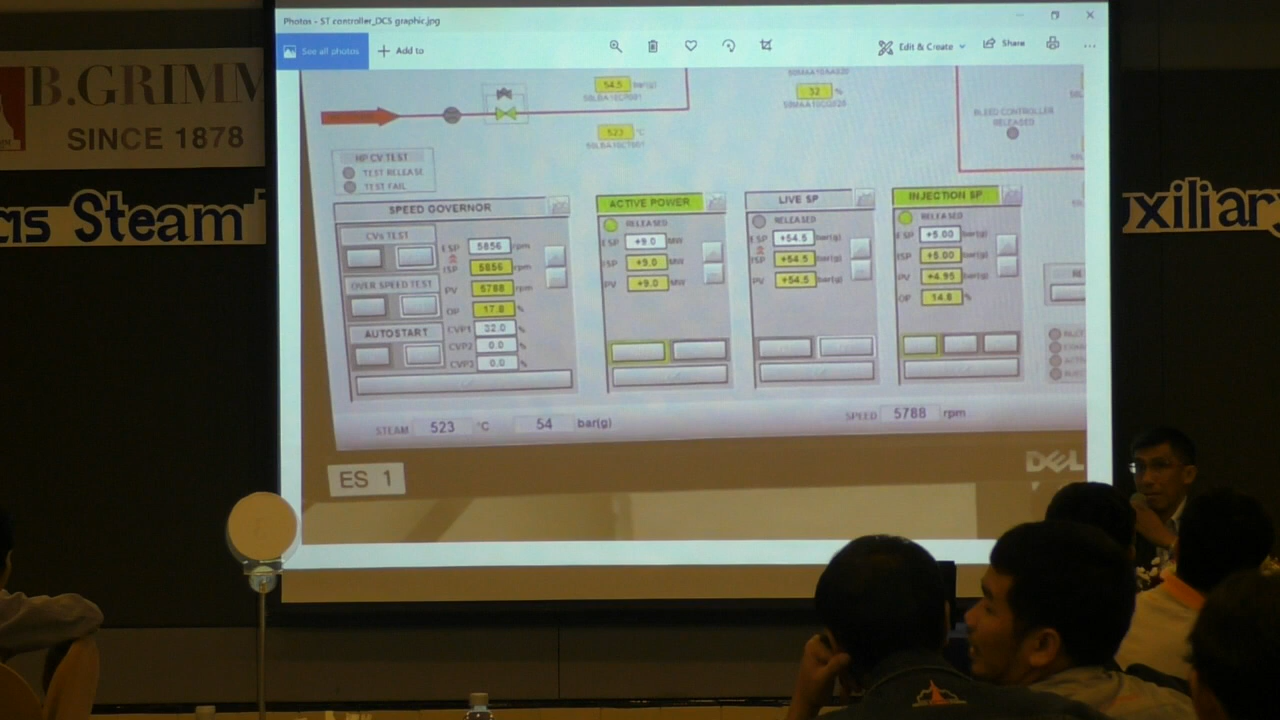 Photos - ST controller_DCS graphic.jpg
See all photos
Add to
Edit & Create
Share
B.GRIMM
SINCE 1878
Steam
54.5 bar(g)
50LBA10CP001
32 %
523 °C
50LBA10CT001
BLEED CONTROLLER
RELEASED
HP CV TEST
TEST RELEASE
TEST FAIL
SPEED GOVERNOR
CVs TEST
ESP 5856 rpm
ISP 5856 rpm
OVER SPEED TEST
PV 5788 rpm
OP 17.8 %
AUTOSTART
CVP1 32.0 %
CVP2 0.0 %
CVP3 0.0 %
ACTIVE POWER
RELEASED
ESP +9.0 MW
ISP +9.0 MW
PV +9.0 MW
LIVE SP
RELEASED
ESP +54.5 bar(g)
ISP +54.5 bar(g)
PV +54.5 bar(g)
INJECTION SP
RELEASED
ESP +5.00 bar(g)
ISP +5.00 bar(g)
PV +4.95 bar(g)
OP 14.8 %
STEAM 523 °C 54 bar(g)
SPEED 5788 rpm
ES 1
DELL